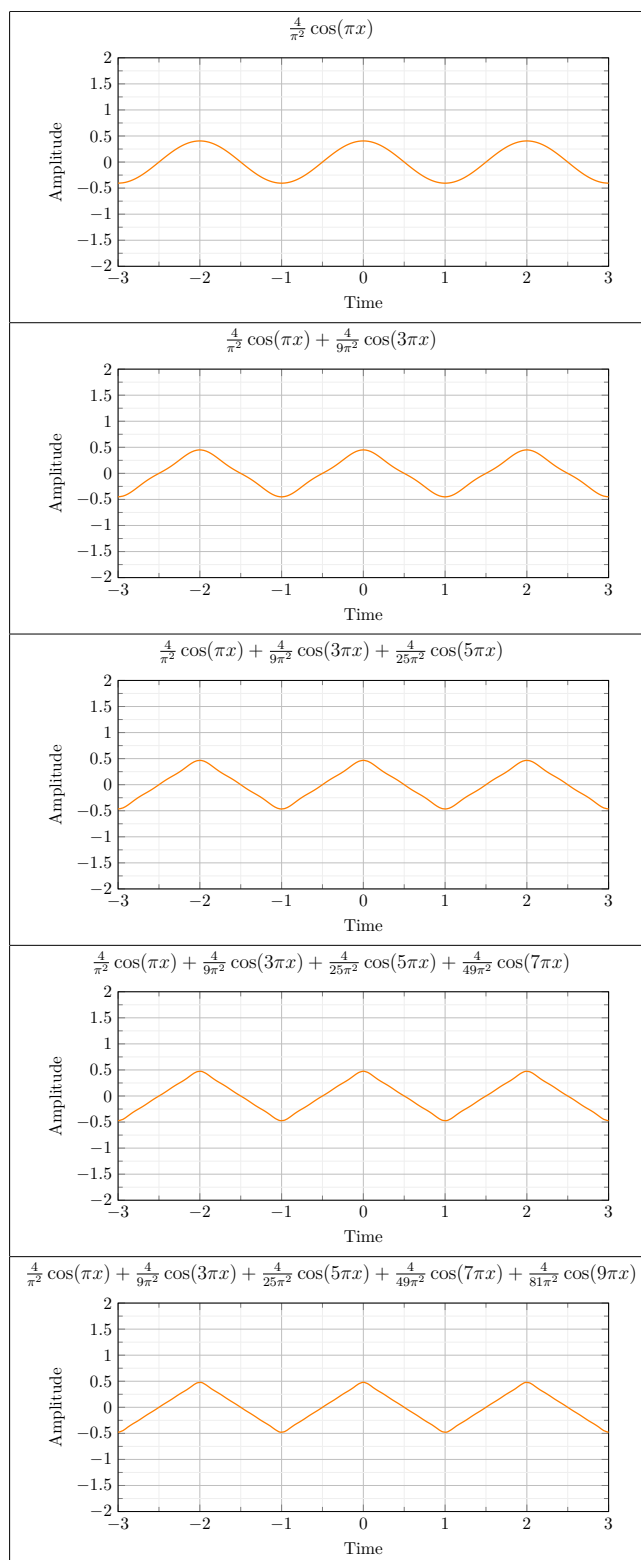 4/π² cos(πx)
2
1.5
1
0.5
0
−0.5
−1
−1.5
−2
Amplitude
−3 −2 −1 0 1 2 3
Time
4/π² cos(πx) + 4/9π² cos(3πx)
2
1.5
1
0.5
0
−0.5
−1
−1.5
−2
Amplitude
−3 −2 −1 0 1 2 3
Time
4/π² cos(πx) + 4/9π² cos(3πx) + 4/25π² cos(5πx)
2
1.5
1
0.5
0
−0.5
−1
−1.5
−2
Amplitude
−3 −2 −1 0 1 2 3
Time
4/π² cos(πx) + 4/9π² cos(3πx) + 4/25π² cos(5πx) + 4/49π² cos(7πx)
2
1.5
1
0.5
0
−0.5
−1
−1.5
−2
Amplitude
−3 −2 −1 0 1 2 3
Time
4/π² cos(πx) + 4/9π² cos(3πx) + 4/25π² cos(5πx) + 4/49π² cos(7πx) + 4/81π² cos(9πx)
2
1.5
1
0.5
0
−0.5
−1
−1.5
−2
Amplitude
−3 −2 −1 0 1 2 3
Time